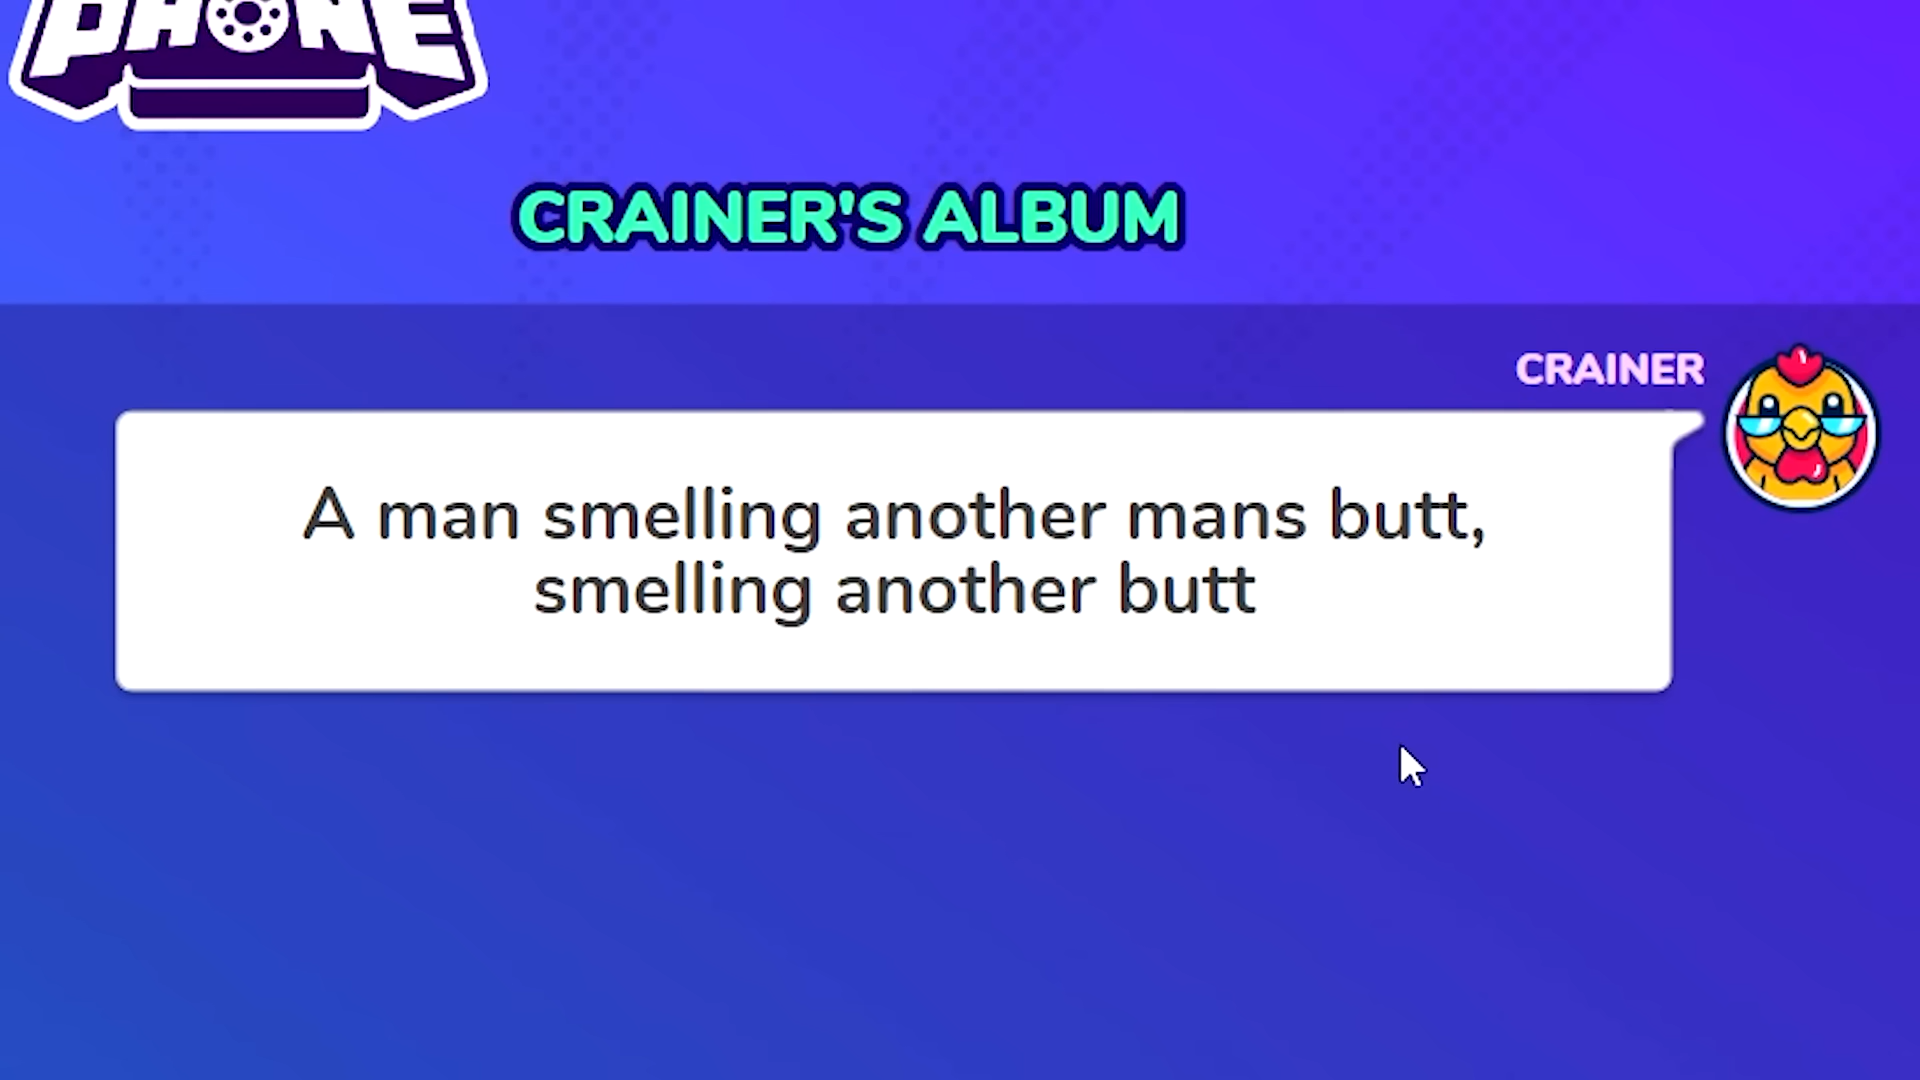 PHONE
CRAINER'S ALBUM
CRAINER
A man smelling another mans butt,
smelling another butt